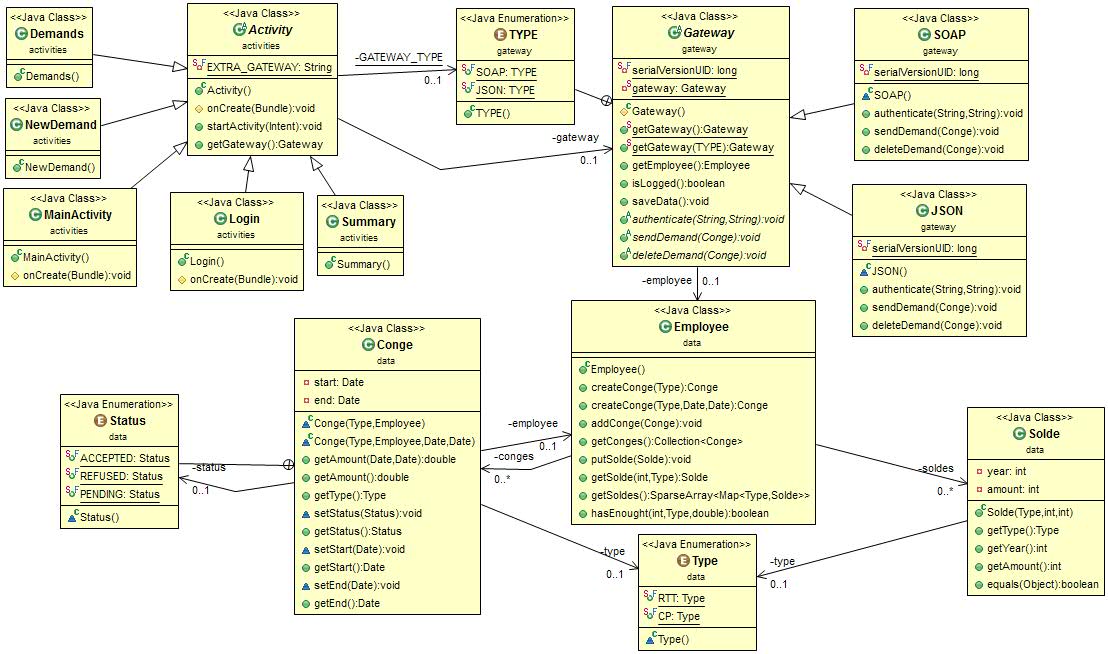 <<Java Class>>
Demands
activities
Demands()
<<Java Class>>
NewDemand
activities
NewDemand()
<<Java Class>>
MainActivity
activities
MainActivity()
onCreate(Bundle):void
<<Java Class>>
Activity
activities
EXTRA_GATEWAY: String
Activity()
onCreate(Bundle):void
startActivity(Intent):void
getGateway():Gateway
<<Java Class>>
Login
activities
Login()
onCreate(Bundle):void
<<Java Class>>
Summary
activities
Summary()
-GATEWAY_TYPE
0..1
<<Java Enumeration>>
TYPE
gateway
SOAP: TYPE
JSON: TYPE
TYPE()
-gateway
0..1
<<Java Class>>
Gateway
gateway
serialVersionUID: long
gateway: Gateway
Gateway()
getGateway():Gateway
getGateway(TYPE):Gateway
getEmployee():Employee
isLogged():boolean
saveData():void
authenticate(String,String):void
sendDemand(Conge):void
deleteDemand(Conge):void
<<Java Class>>
SOAP
gateway
serialVersionUID: long
SOAP()
authenticate(String,String):void
sendDemand(Conge):void
deleteDemand(Conge):void
<<Java Class>>
JSON
gateway
serialVersionUID: long
JSON()
authenticate(String,String):void
sendDemand(Conge):void
deleteDemand(Conge):void
-employee
0..1
<<Java Enumeration>>
Status
data
ACCEPTED: Status
REFUSED: Status
PENDING: Status
Status()
-status
0..1
<<Java Class>>
Conge
data
start: Date
end: Date
Conge(Type,Employee)
Conge(Type,Employee,Date,Date)
getAmount(Date,Date):double
getAmount():double
getType():Type
setStatus(Status):void
getStatus():Status
setStart(Date):void
getStart():Date
setEnd(Date):void
getEnd():Date
-employee
0..1
-conges
0..*
<<Java Class>>
Employee
data
Employee()
createConge(Type):Conge
createConge(Type,Date,Date):Conge
addConge(Conge):void
getConges():Collection<Conge>
putSolde(Solde):void
getSolde(int,Type):Solde
getSoldes():SparseArray<Map<Type,Solde>>
hasEnought(int,Type,double):boolean
-soldes
0..*
<<Java Class>>
Solde
data
year: int
amount: int
Solde(Type,int,int)
getType():Type
getYear():int
getAmount():int
equals(Object):boolean
-type
0..1
<<Java Enumeration>>
Type
data
RTT: Type
CP: Type
Type()
-type
0..1